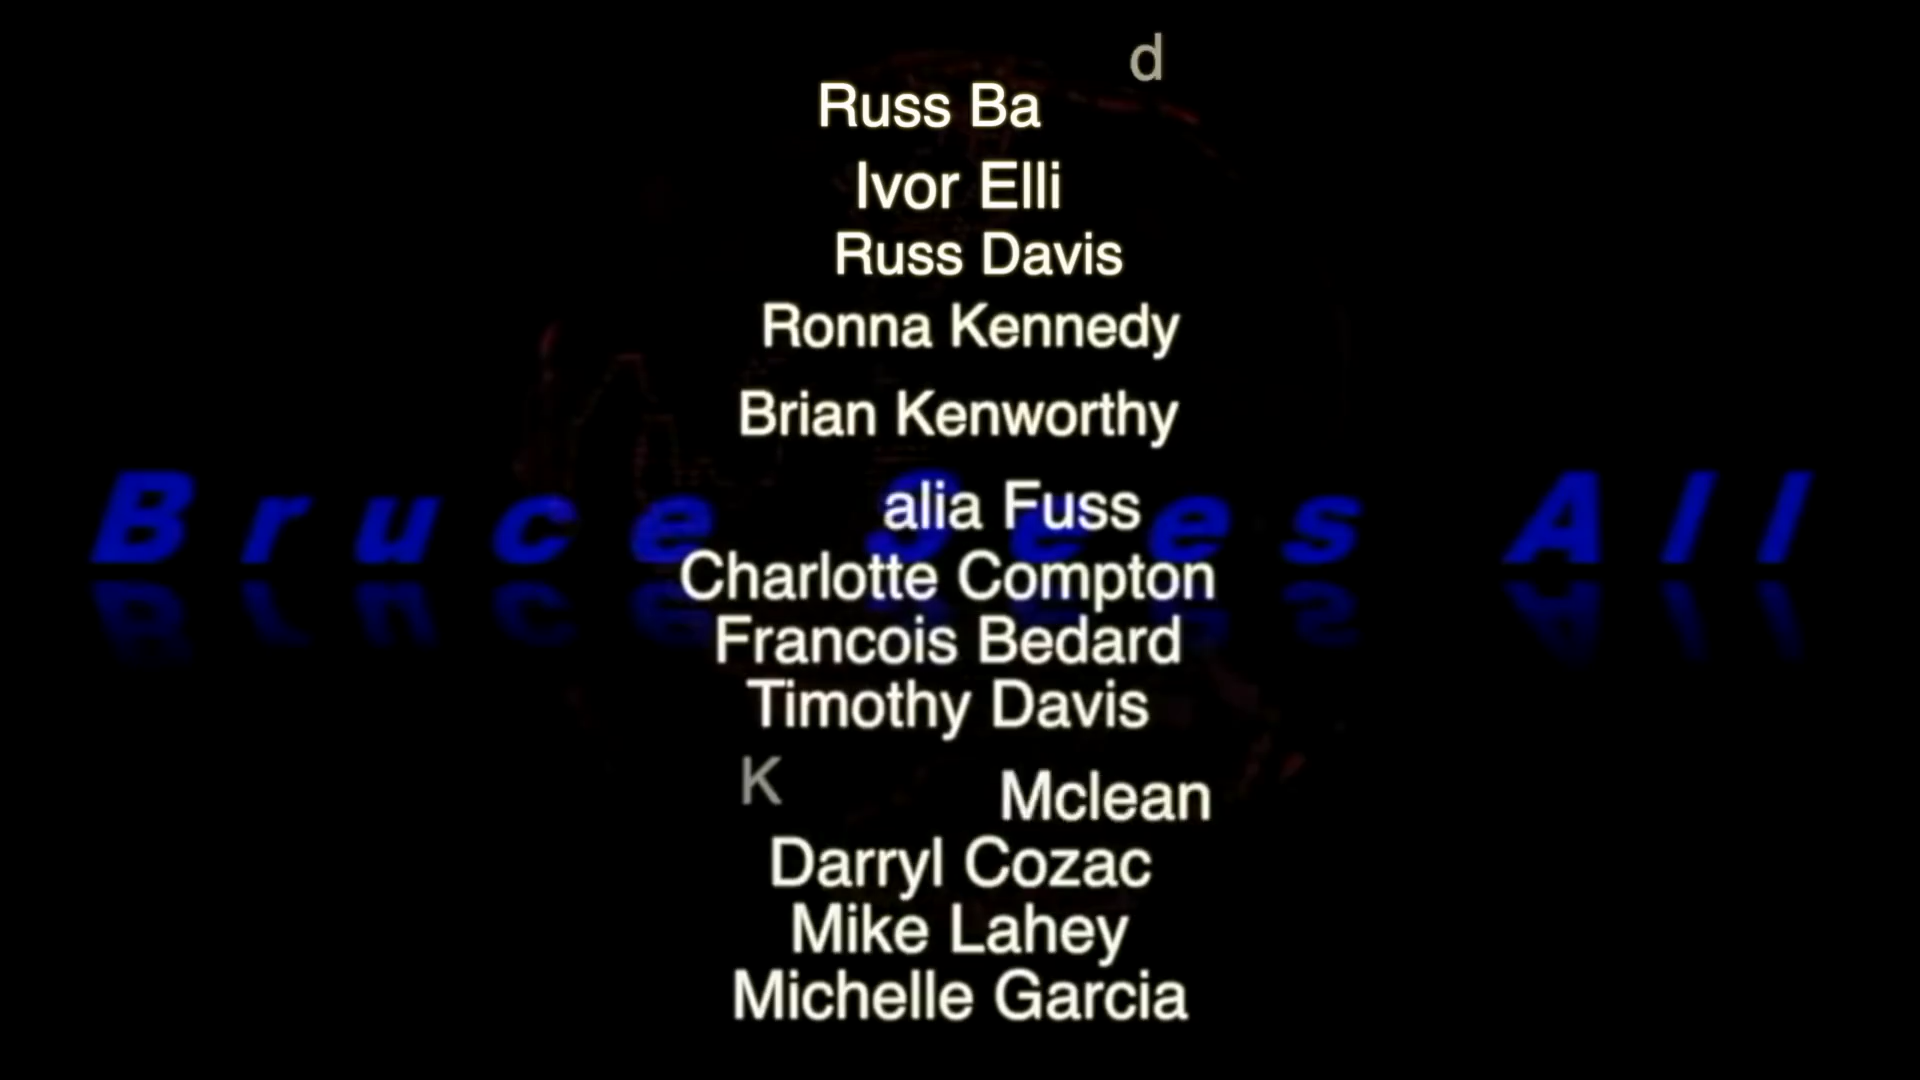 d
Russ Ba
Ivor Elli
Russ Davis
Ronna Kennedy
Brian Kenworthy
alia Fuss
Bruce Sees All
Charlotte Compton
Francois Bedard
Timothy Davis
K Mclean
Darryl Cozac
Mike Lahey
Michelle Garcia